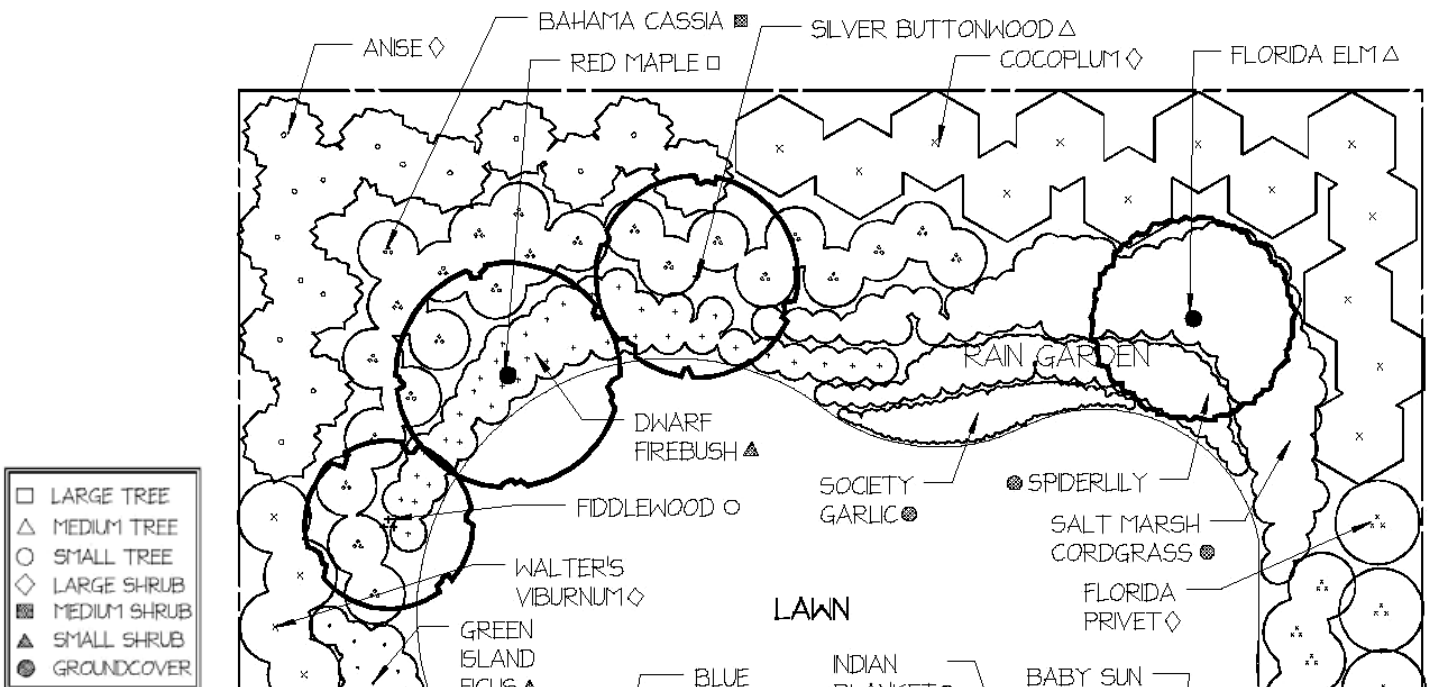 BAHAMA CASSIA
SILVER BUTTONWOOD
ANISE
RED MAPLE
COCOPLUM
FLORIDA ELM
RAIN GARDEN
DWARF
FIREBUSH
SOCIETY
GARLIC
SPIDERLILY
FIDDLEWOOD
SALT MARSH
CORDGRASS
WALTER'S
VIBURNUM
LAWN
FLORIDA
PRIVET
GREEN
ISLAND
FICUS
BLUE
INDIAN
BLANKET
BABY SUN
LARGE TREE
MEDIUM TREE
SMALL TREE
LARGE SHRUB
MEDIUM SHRUB
SMALL SHRUB
GROUNDCOVER